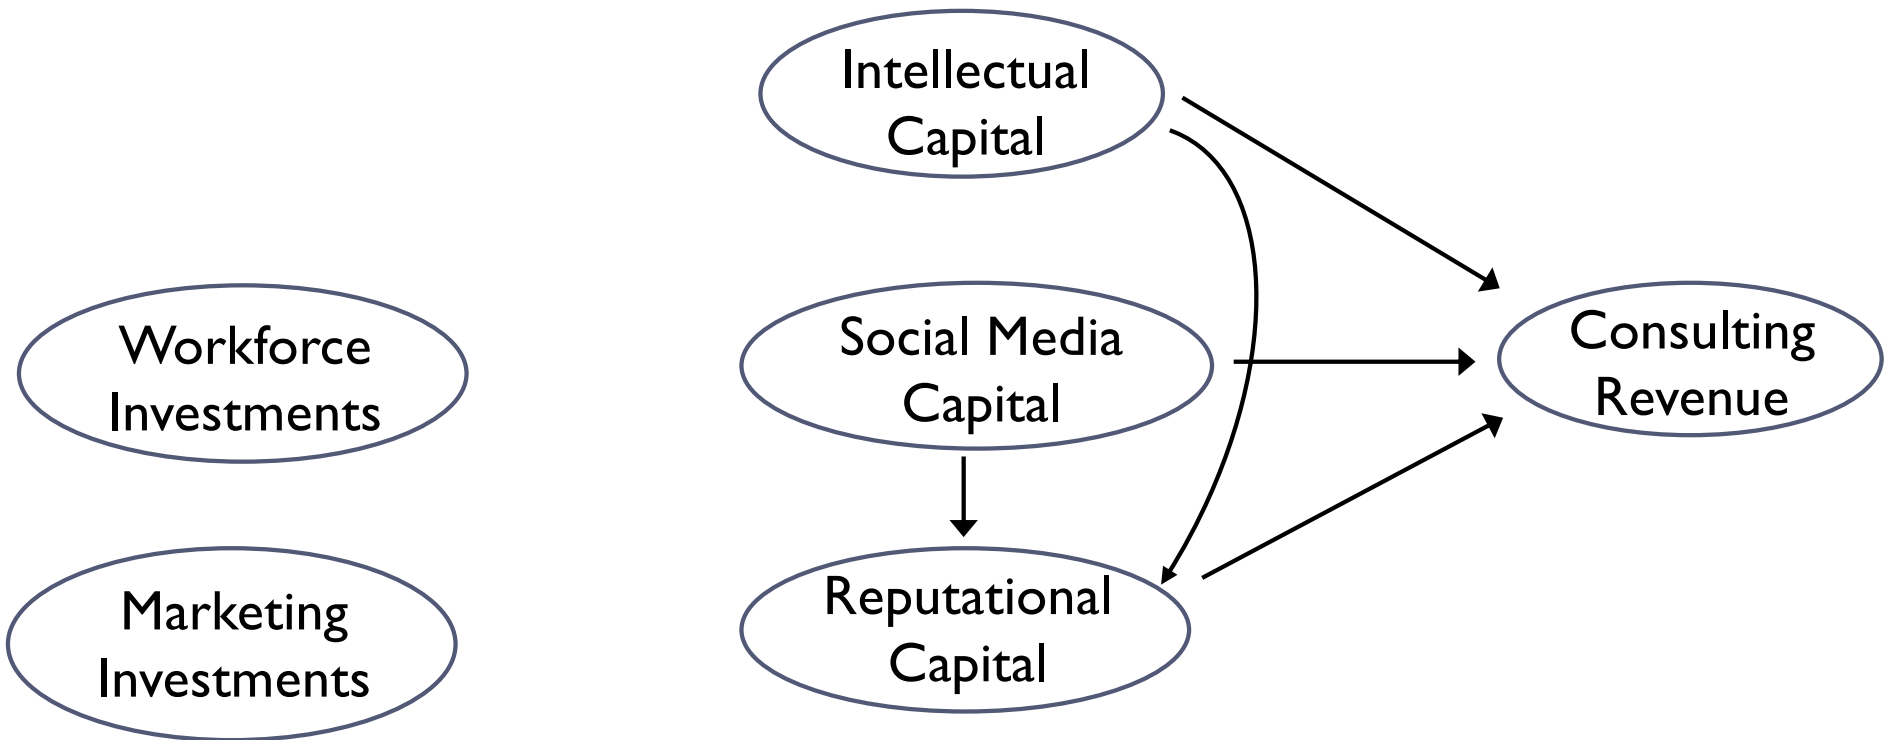 Intellectual
Capital
Workforce
Investments
Social Media
Capital
Consulting
Revenue
Marketing
Investments
Reputational
Capital